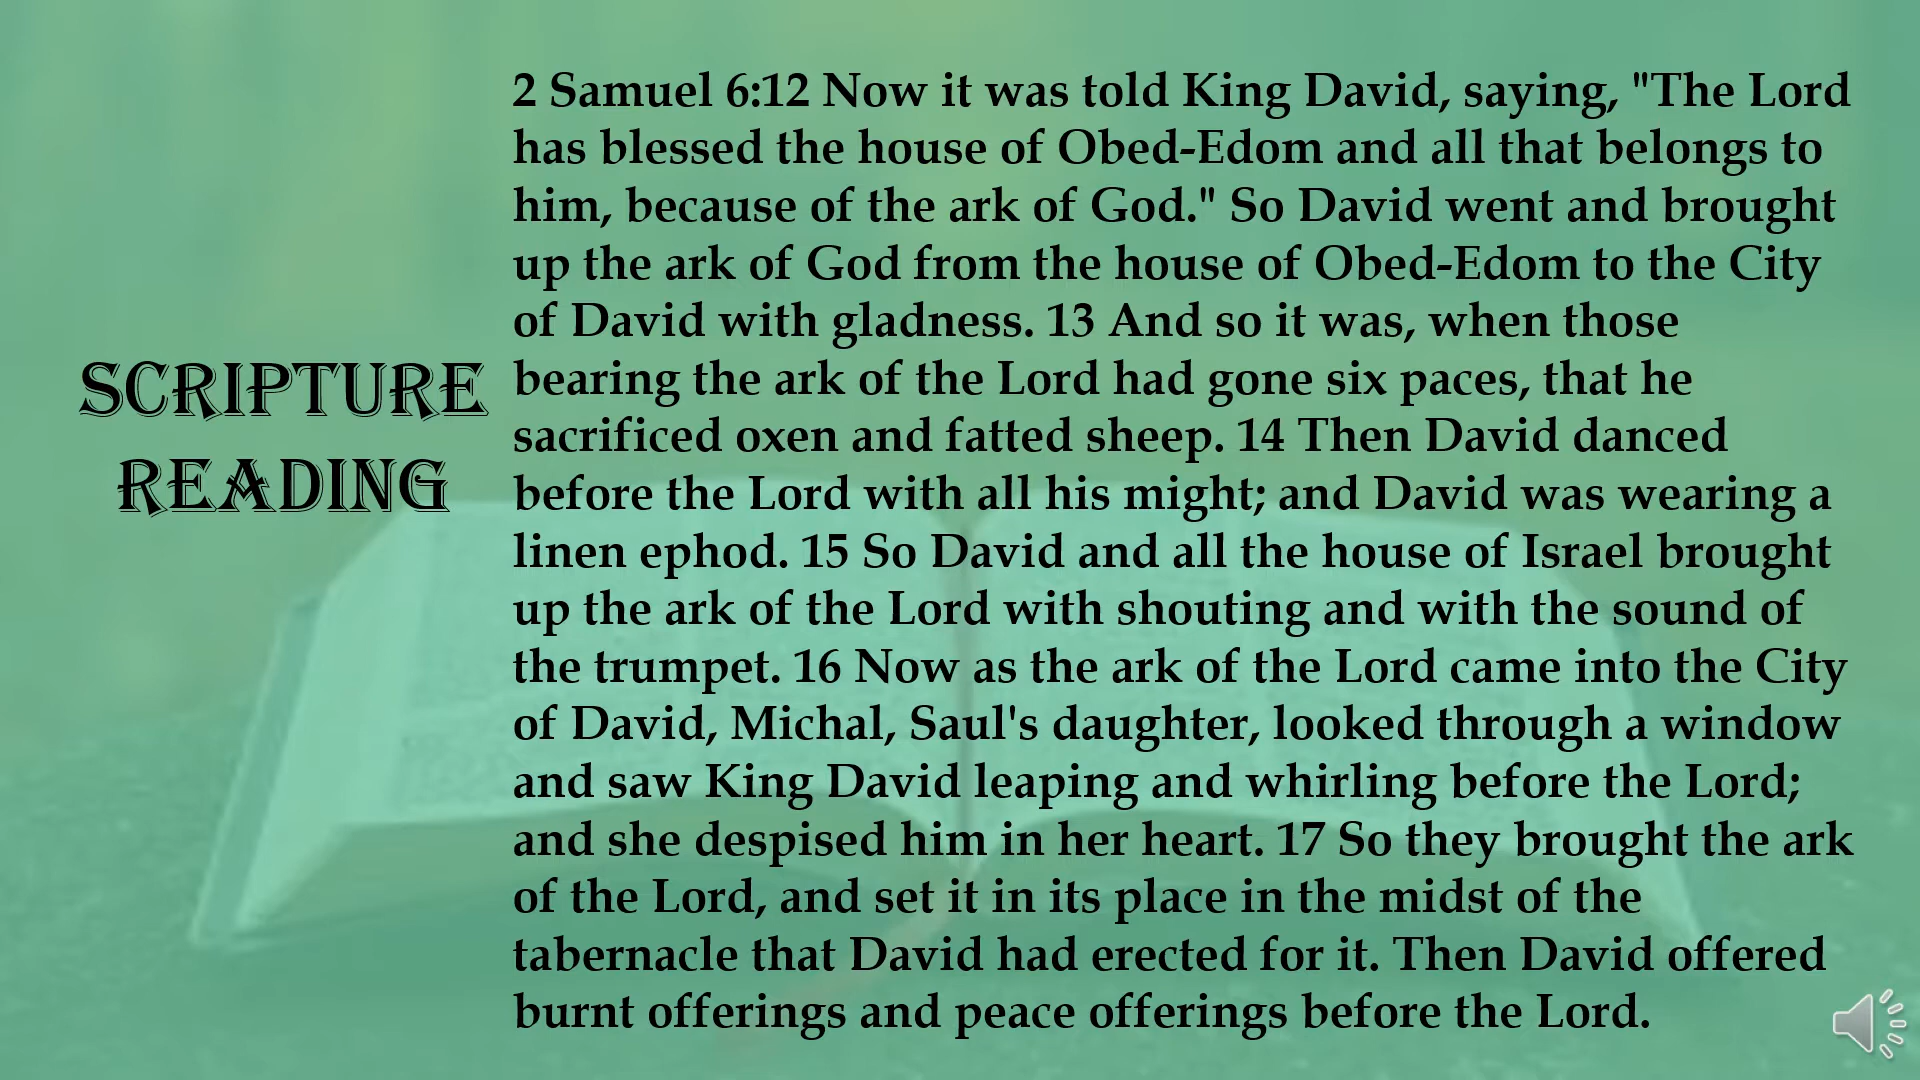 SCRIPTURE
READING
2 Samuel 6:12 Now it was told King David, saying, "The Lord
has blessed the house of Obed-Edom and all that belongs to
him, because of the ark of God." So David went and brought
up the ark of God from the house of Obed-Edom to the City
of David with gladness. 13 And so it was, when those
bearing the ark of the Lord had gone six paces, that he
sacrificed oxen and fatted sheep. 14 Then David danced
before the Lord with all his might; and David was wearing a
linen ephod. 15 So David and all the house of Israel brought
up the ark of the Lord with shouting and with the sound of
the trumpet. 16 Now as the ark of the Lord came into the City
of David, Michal, Saul's daughter, looked through a window
and saw King David leaping and whirling before the Lord;
and she despised him in her heart. 17 So they brought the ark
of the Lord, and set it in its place in the midst of the
tabernacle that David had erected for it. Then David offered
burnt offerings and peace offerings before the Lord.